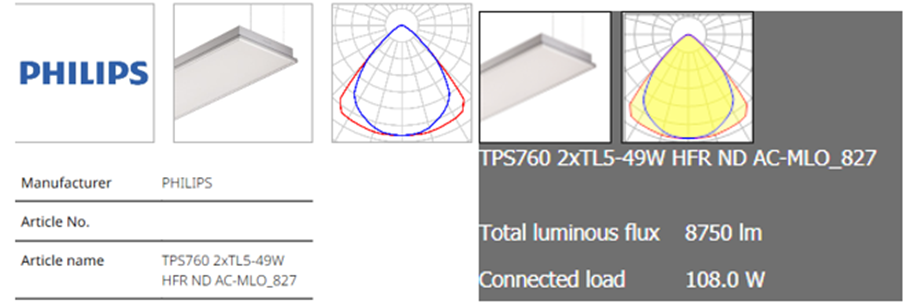 PHILIPS
Manufacturer PHILIPS
Article No.
Article name TPS760 2xTL5-49W
HFR ND AC-MLO_827
TPS760 2xTL5-49W HFR ND AC-MLO_827
Total luminous flux 8750 lm
Connected load 108.0 W